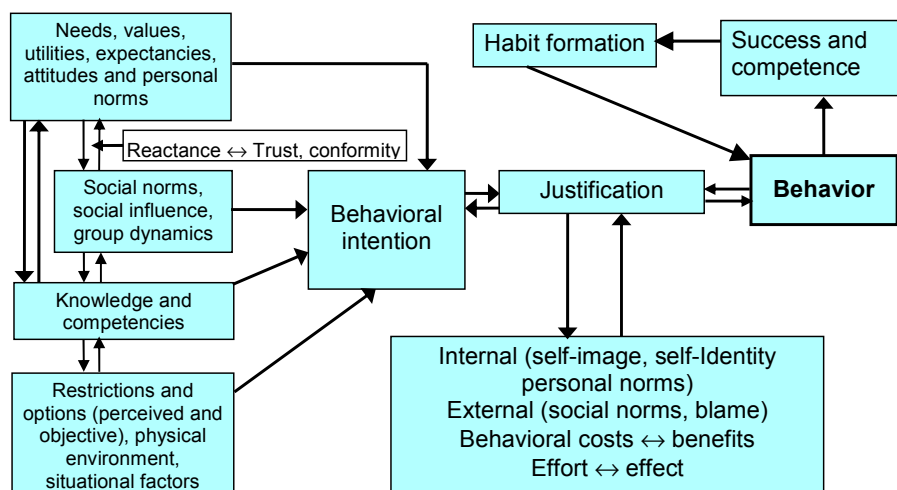 Needs, values,
utilities, expectancies,
attitudes and personal
norms
Habit formation
Success and
competence
Reactance ↔ Trust, conformity
Social norms,
social influence,
group dynamics
Behavioral
intention
Justification
Behavior
Knowledge and
competencies
Restrictions and
options (perceived and
objective), physical
environment,
situational factors
Internal (self-image, self-Identity
personal norms)
External (social norms, blame)
Behavioral costs ↔ benefits
Effort ↔ effect